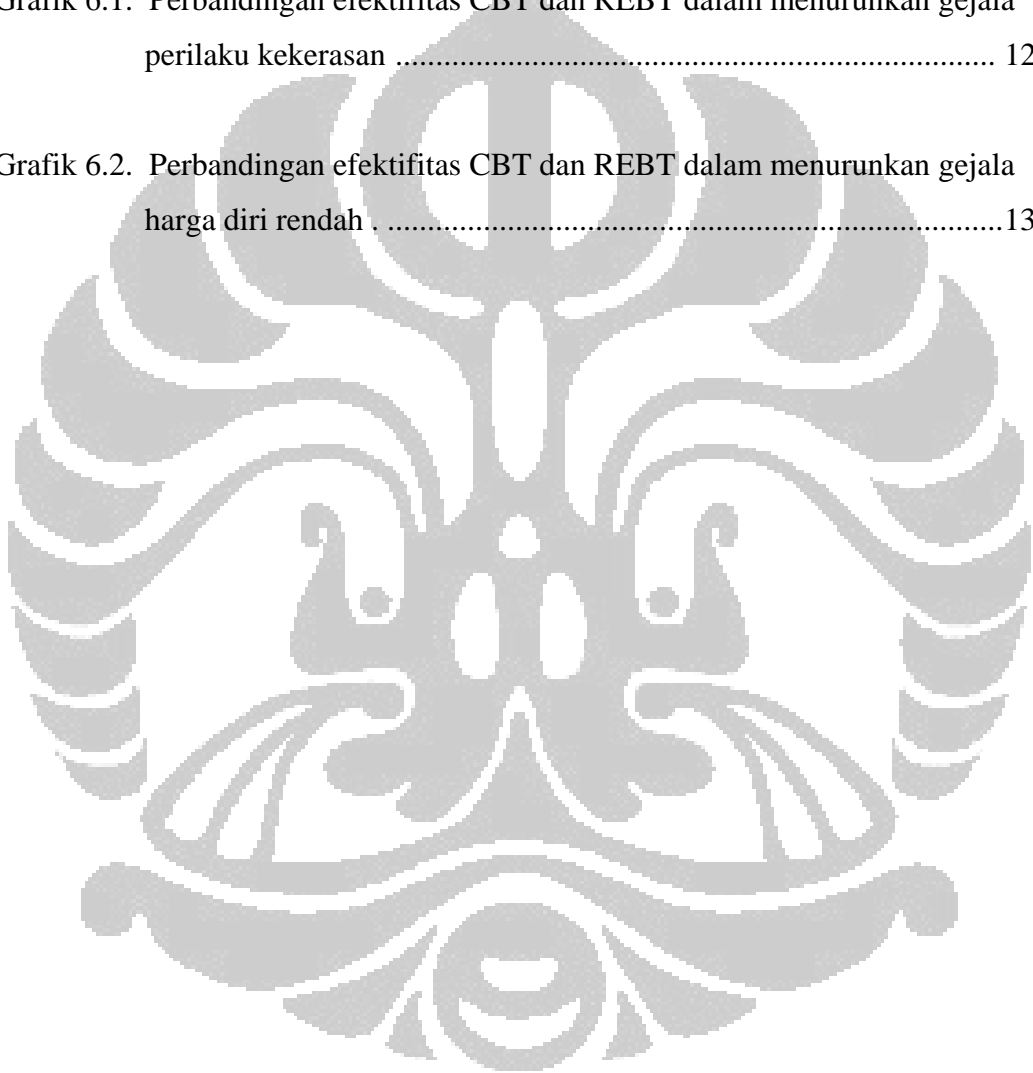 Grafik 6.1. Perbandingan efektifitas CBT dan REBT dalam menurunkan gejala
perilaku kekerasan ........................................................................... 12
Grafik 6.2. Perbandingan efektifitas CBT dan REBT dalam menurunkan gejala
harga diri rendah . .............................................................................13